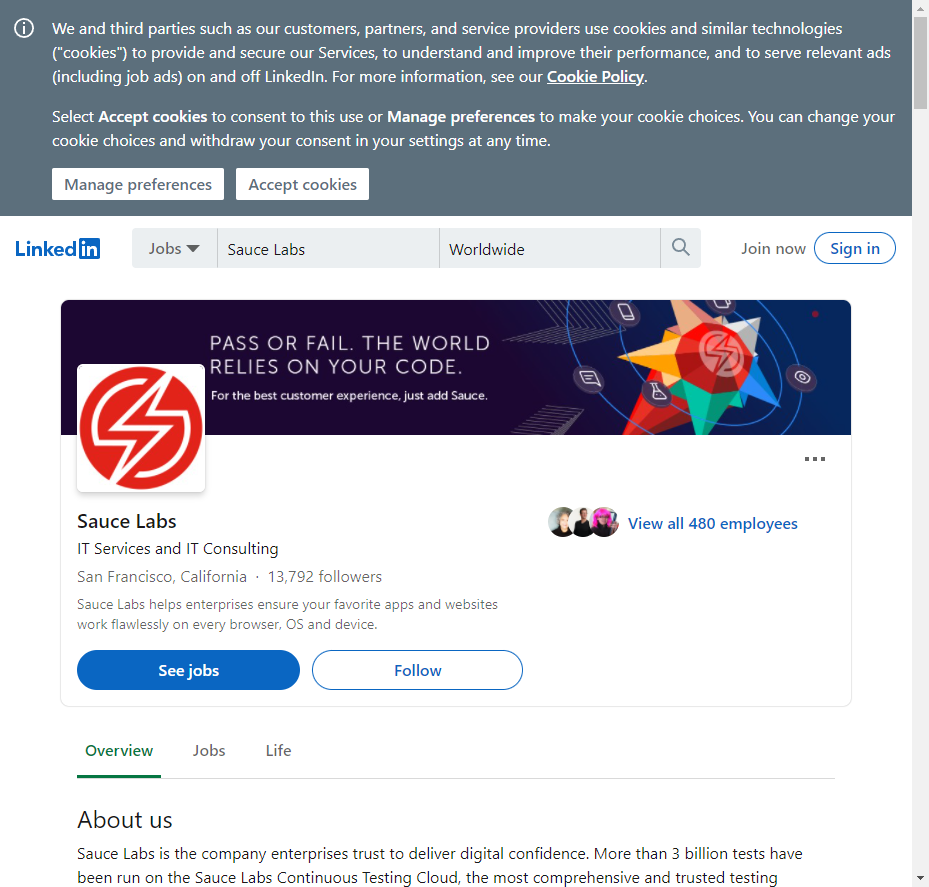 We and third parties such as our customers, partners, and service providers use cookies and similar technologies
("cookies") to provide and secure our Services, to understand and improve their performance, and to serve relevant ads
(including job ads) on and off LinkedIn. For more information, see our Cookie Policy.
Select Accept cookies to consent to this use or Manage preferences to make your cookie choices. You can change your
cookie choices and withdraw your consent in your settings at any time.
Manage preferences Accept cookies
Linkedin Jobs Sauce Labs Worldwide Join now Sign in
PASS OR FAIL. THE WORLD
RELIES ON YOUR CODE.
For the best customer experience, just add Sauce.
Sauce Labs
View all 480 employees
IT Services and IT Consulting
San Francisco, California · 13,792 followers
Sauce Labs helps enterprises ensure your favorite apps and websites
work flawlessly on every browser, OS and device.
See jobs Follow
Overview Jobs Life
About us
Sauce Labs is the company enterprises trust to deliver digital confidence. More than 3 billion tests have
been run on the Sauce Labs Continuous Testing Cloud, the most comprehensive and trusted testing